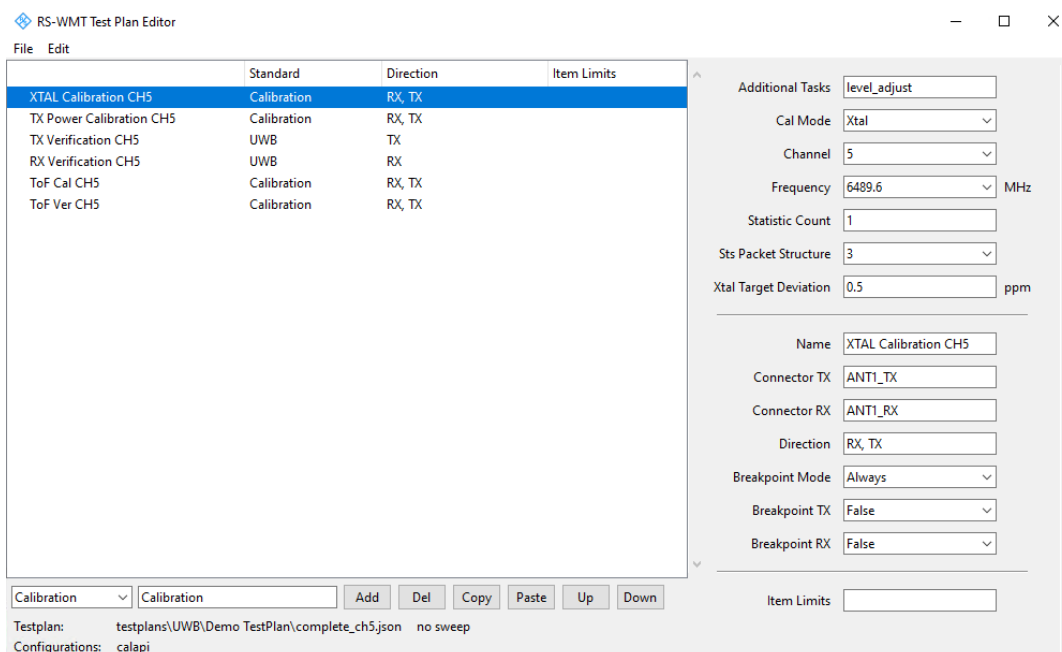 RS-WMT Test Plan Editor
File Edit
Standard Direction Item Limits
XTAL Calibration CH5 Calibration RX, TX
TX Power Calibration CH5 Calibration RX, TX
TX Verification CH5 UWB TX
RX Verification CH5 UWB RX
ToF Cal CH5 Calibration RX, TX
ToF Ver CH5 Calibration RX, TX
Additional Tasks level_adjust
Cal Mode Xtal
Channel 5
Frequency 6489.6 MHz
Statistic Count 1
Sts Packet Structure 3
Xtal Target Deviation 0.5 ppm
Name XTAL Calibration CH5
Connector TX ANT1_TX
Connector RX ANT1_RX
Direction RX, TX
Breakpoint Mode Always
Breakpoint TX False
Breakpoint RX False
Item Limits
Calibration Calibration Add Del Copy Paste Up Down
Testplan: testplans\UWB\Demo TestPlan\complete_ch5.json no sweep
Configurations: calapi